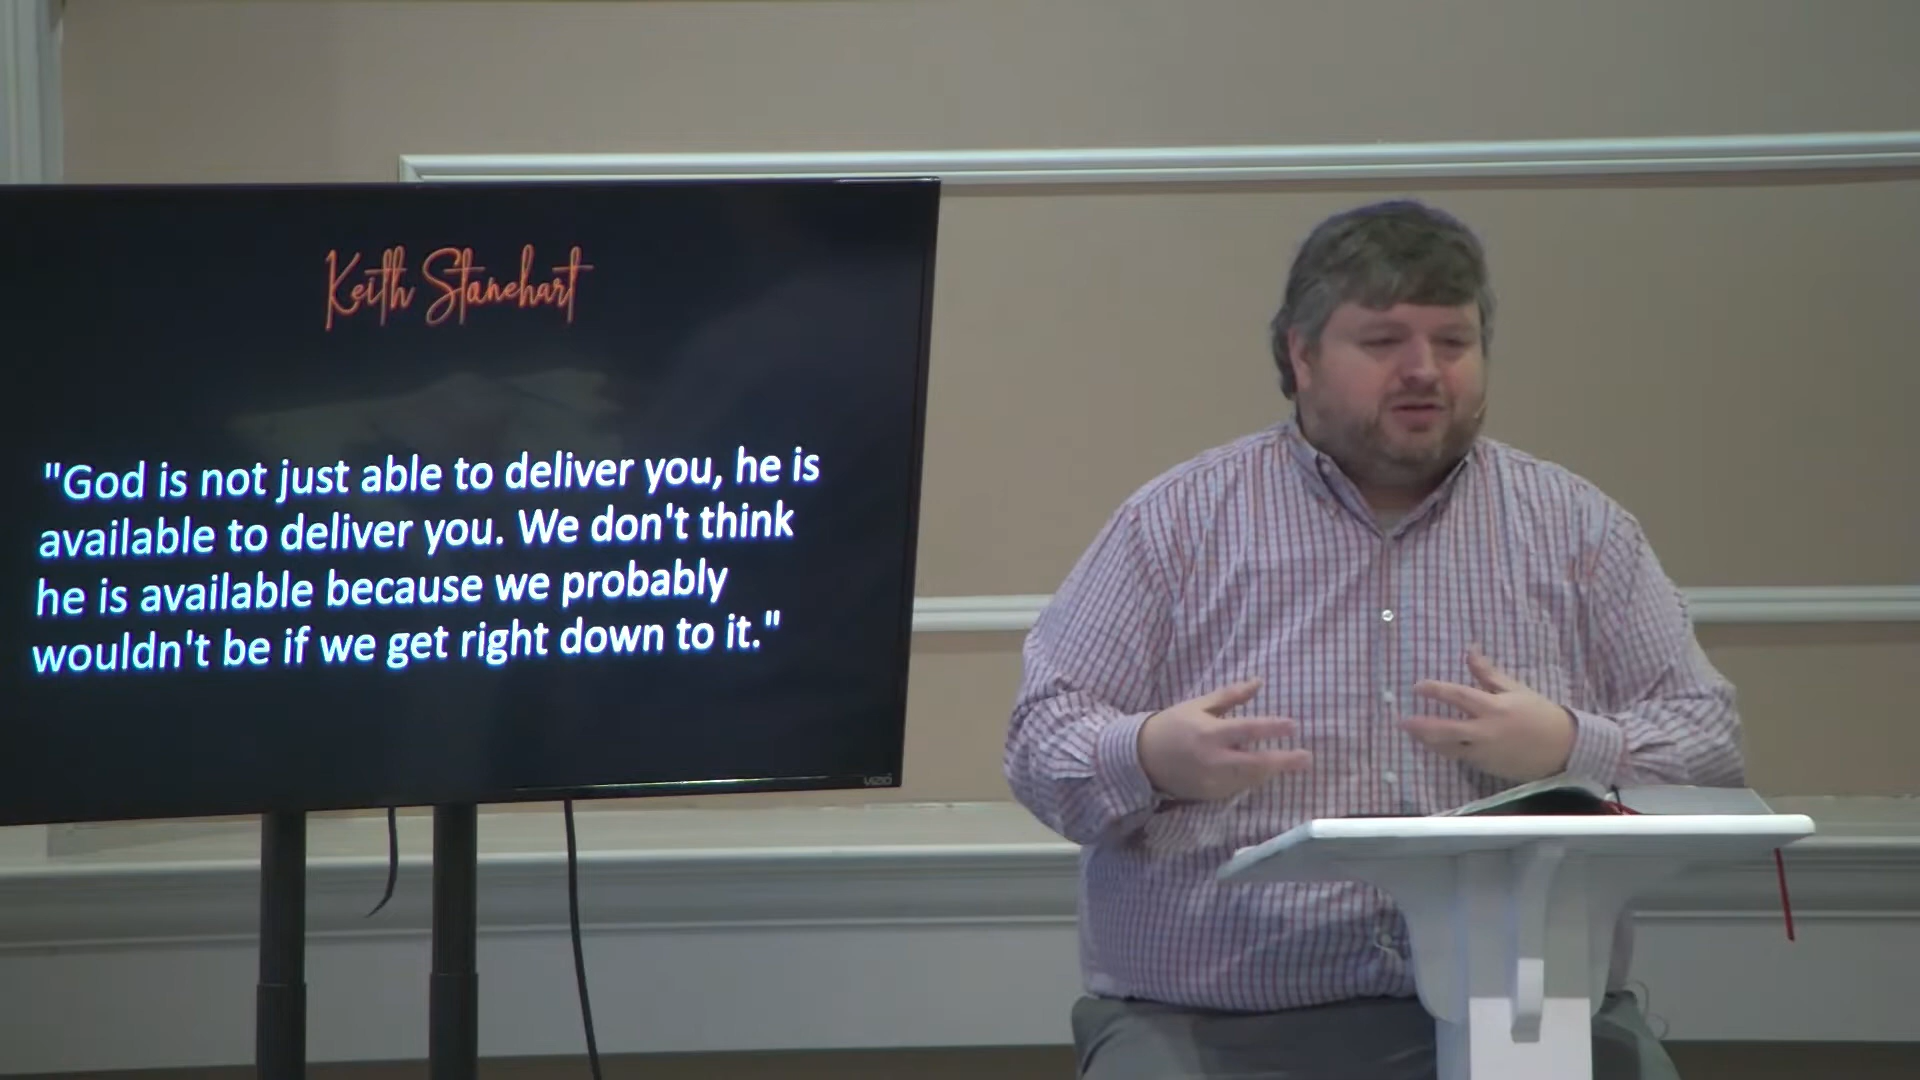 Keith Stanehart
"God is not just able to deliver you, he is
available to deliver you. We don't think
he is available because we probably
wouldn't be if we get right down to it."
VIZIO